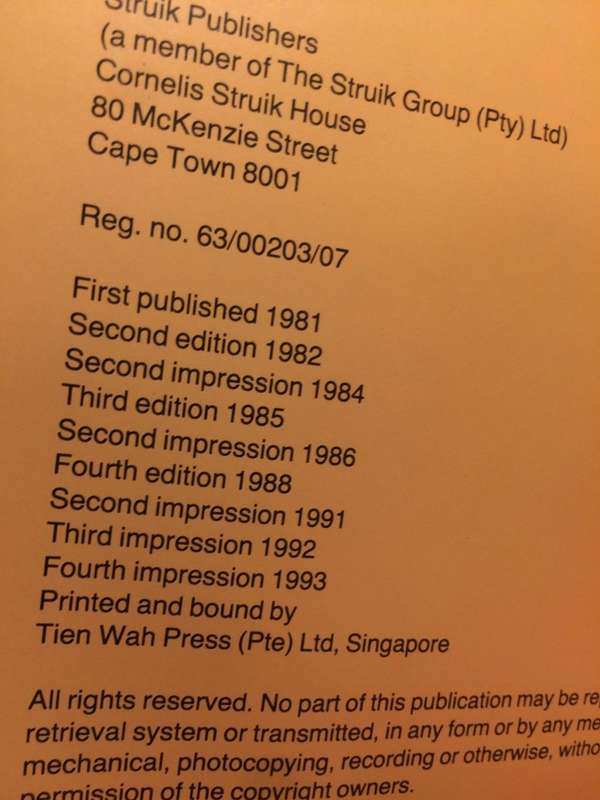 Struik Publishers
(a member of The Struik Group (Pty) Ltd)
Cornelis Struik House
80 McKenzie Street
Cape Town 8001
Reg. no. 63/00203/07
First published 1981
Second edition 1982
Second impression 1984
Third edition 1985
Second impression 1986
Fourth edition 1988
Second impression 1991
Third impression 1992
Fourth impression 1993
Printed and bound by
Tien Wah Press (Pte) Ltd, Singapore
All rights reserved. No part of this publication may be re
retrieval system or transmitted, in any form or by any me
mechanical, photocopying, recording or otherwise, witho
permission of the copyright owners.